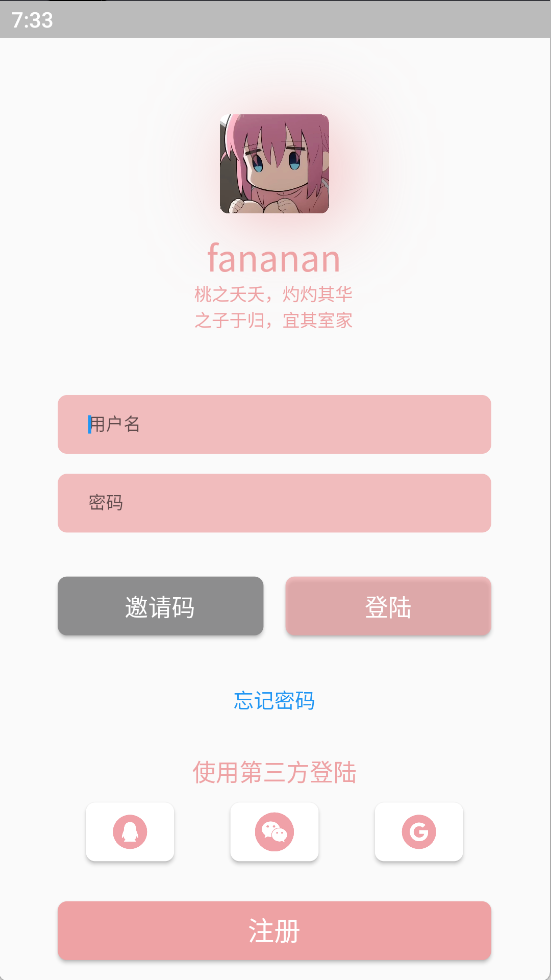 7:33
fananan
桃之夭夭，灼灼其华
之子于归，宜其室家
用户名
密码
邀请码
登陆
忘记密码
使用第三方登陆
G
注册